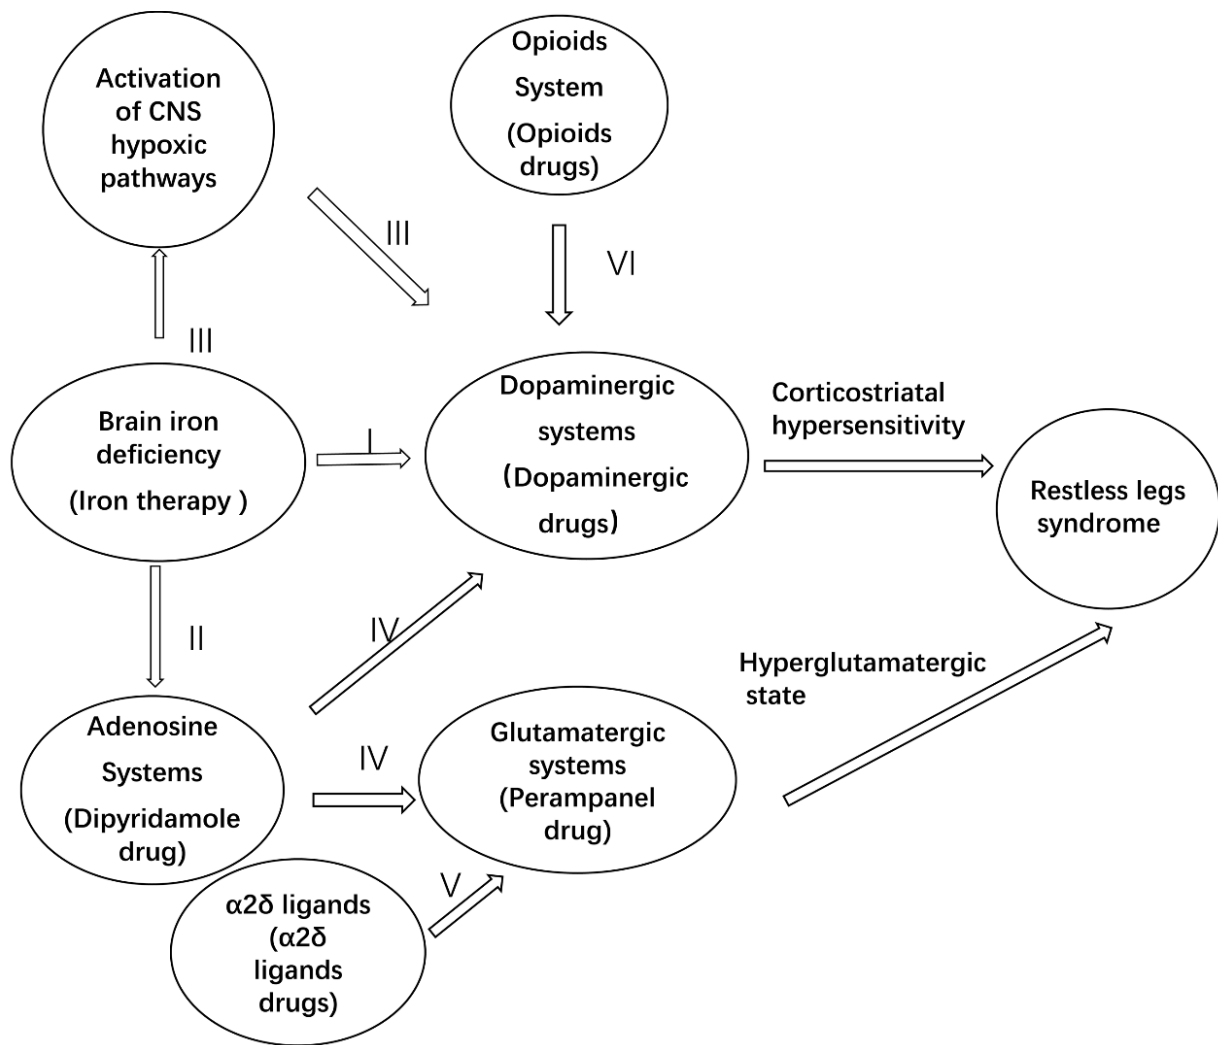 Activation
of CNS
hypoxic
pathways
Opioids
System
(Opioids
drugs)
III
VI
III
Brain iron
deficiency
(Iron therapy )
I
Dopaminergic
systems
(Dopaminergic
drugs)
Corticostriatal
hypersensitivity
Restless legs
syndrome
II
IV
Adenosine
Systems
(Dipyridamole
drug)
IV
Glutamatergic
systems
(Perampanel
drug)
Hyperglutamatergic
state
V
α2δ ligands
(α2δ
ligands
drugs)